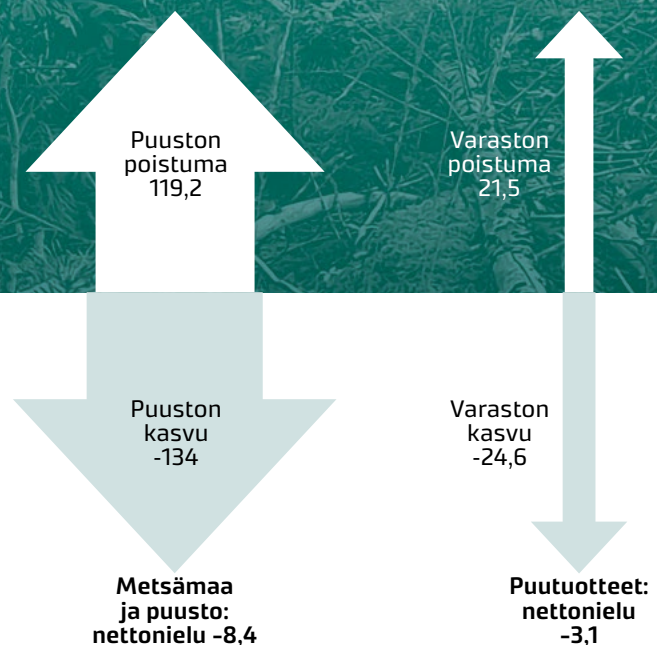 Puuston
poistuma
119,2
Varaston
poistuma
21,5
Puuston
kasvu
-134
Varaston
kasvu
-24,6
Metsämaa
ja puusto:
nettonielu -8,4
Puutuotteet:
nettonielu
-3,1